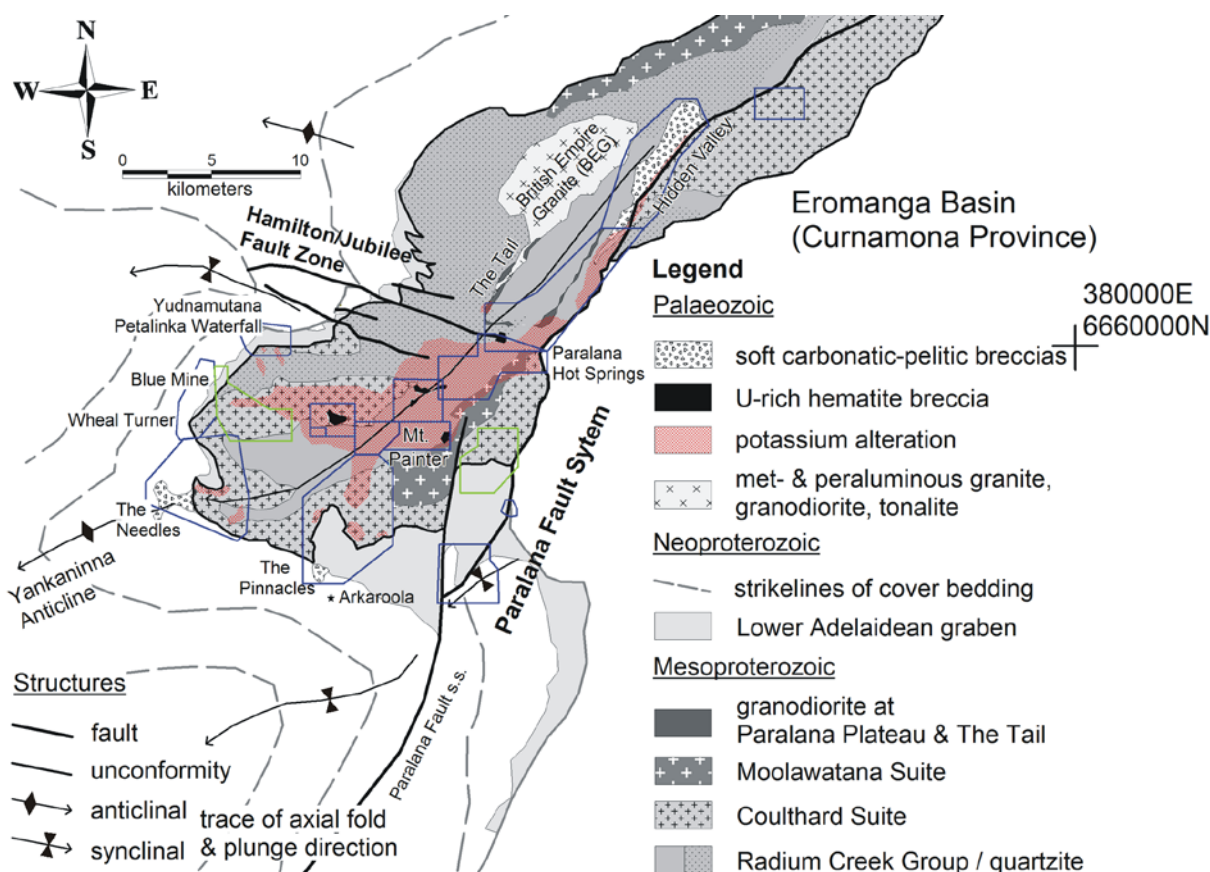 N
W E
S
0 5 10
kilometers
Hamilton/Jubilee
Fault Zone
British Empire
Granite (BEG)
Hidden Valley
The Tail
Yudnamutana
Petalinka Waterfall
Blue Mine
Wheal Turner
Paralana
Hot Springs
Mt.
Painter
The
Needles
Yankaninna
Anticline
The
Pinnacles
Arkaroola
Paralana Fault Sytem
Paralana Fault s.s.
Eromanga Basin
(Curnamona Province)
380000E
6660000N
Structures
fault
unconformity
anticlinal
synclinal
trace of axial fold
& plunge direction
Legend
Palaeozoic
soft carbonatic-pelitic breccias
U-rich hematite breccia
potassium alteration
met- & peraluminous granite,
granodiorite, tonalite
Neoproterozoic
strikelines of cover bedding
Lower Adelaidean graben
Mesoproterozoic
granodiorite at
Paralana Plateau & The Tail
Moolawatana Suite
Coulthard Suite
Radium Creek Group / quartzite